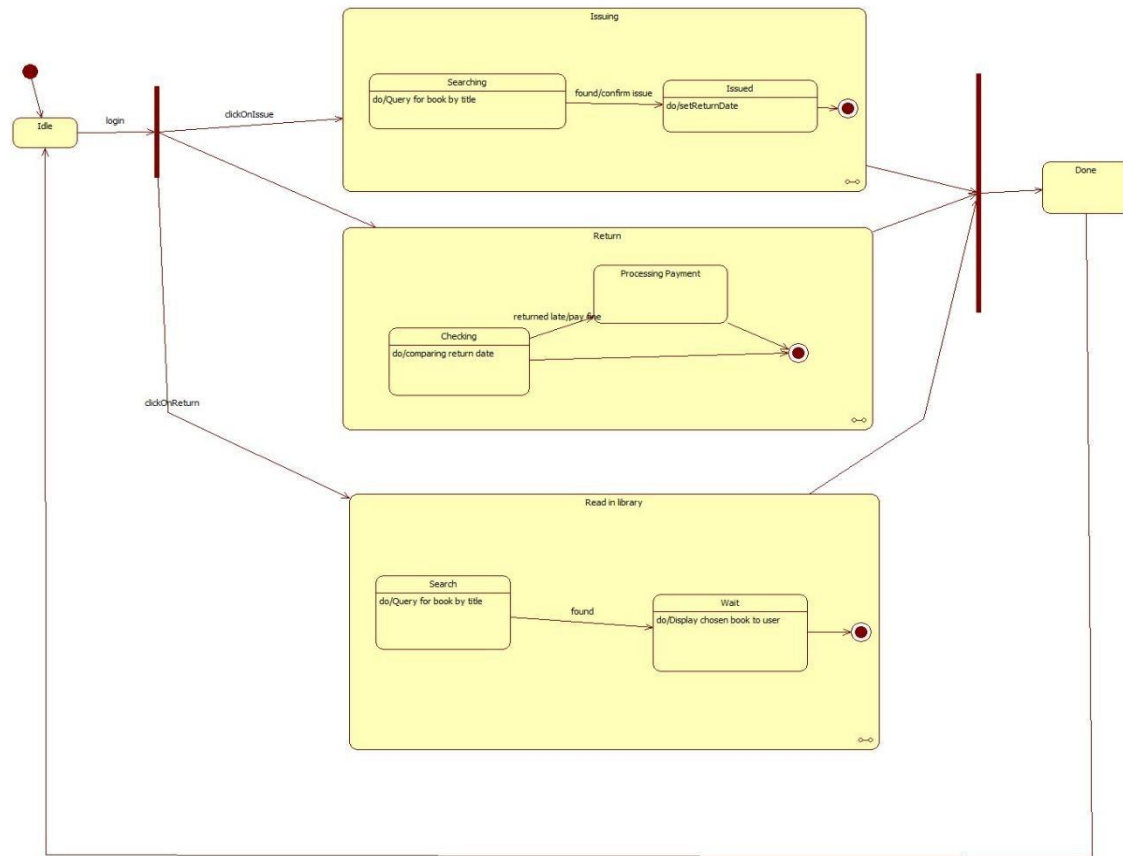 Issuing
Searching
do/Query for book by title
found/confirm issue
Issued
do/setReturnDate
Idle
login
clickOnIssue
Done
Return
Processing Payment
returned late/pay fine
Checking
do/comparing return date
clickOnReturn
Read in library
Search
do/Query for book by title
found
Wait
do/Display chosen book to user